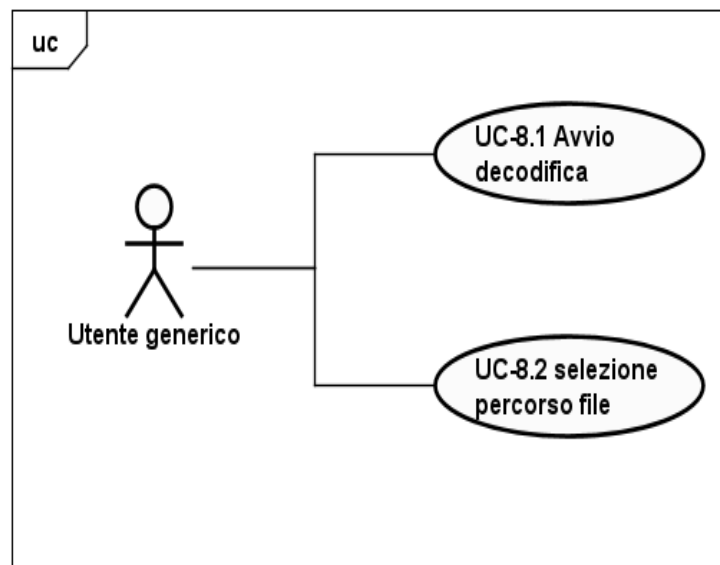 uc
UC-8.1 Avvio
decodifica
Utente generico
UC-8.2 selezione
percorso file